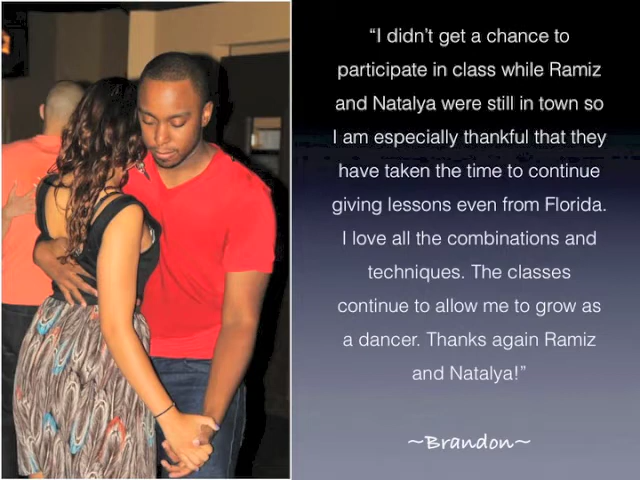 “I didn’t get a chance to
participate in class while Ramiz
and Natalya were still in town so
I am especially thankful that they
have taken the time to continue
giving lessons even from Florida.
I love all the combinations and
techniques. The classes
continue to allow me to grow as
a dancer. Thanks again Ramiz
and Natalya!”
~Brandon~